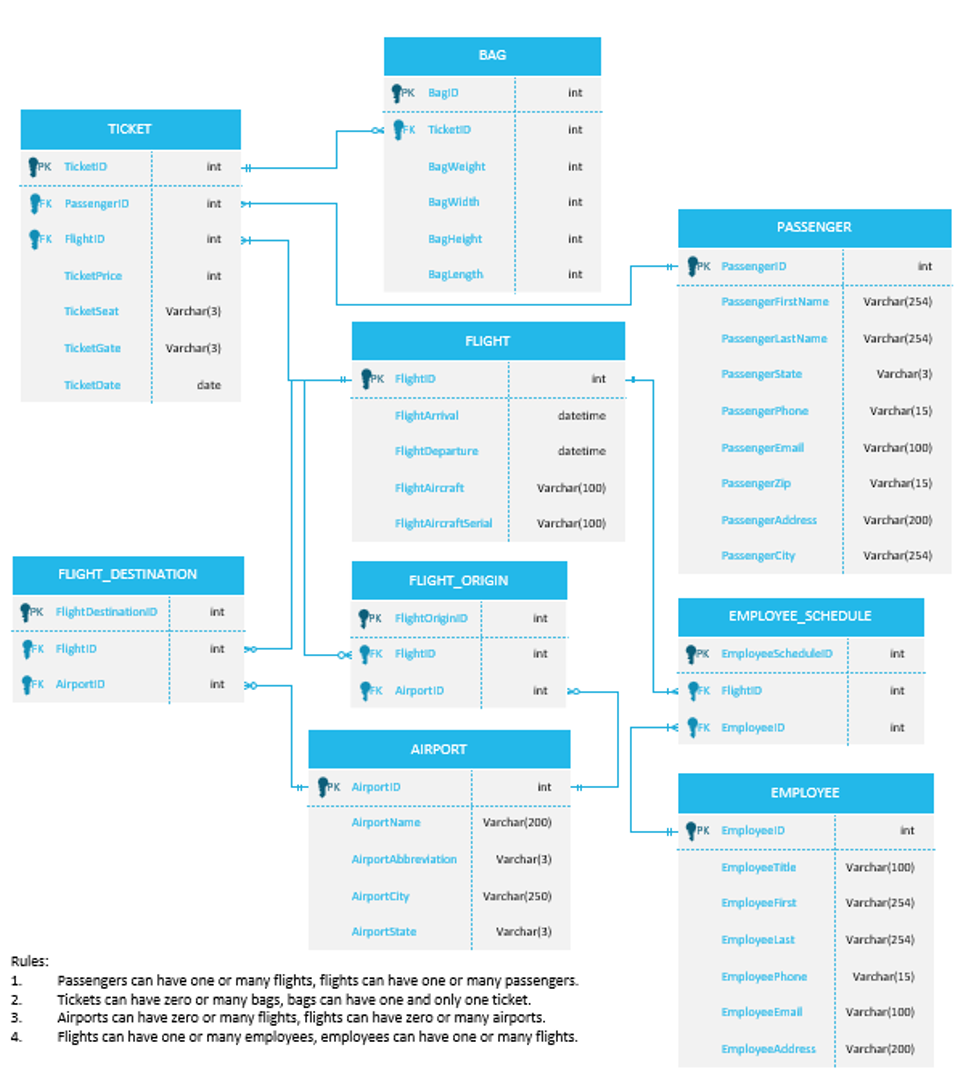 BAG
PK BagID int
FK TicketID int
BagWeight int
BagWidth int
BagHeight int
BagLength int
TICKET
PK TicketID int
FK PassengerID int
FK FlightID int
TicketPrice int
TicketSeat Varchar(3)
TicketGate Varchar(3)
TicketDate date
PASSENGER
PK PassengerID int
PassengerFirstName Varchar(254)
PassengerLastName Varchar(254)
PassengerState Varchar(3)
PassengerPhone Varchar(15)
PassengerEmail Varchar(100)
PassengerZip Varchar(15)
PassengerAddress Varchar(200)
PassengerCity Varchar(254)
FLIGHT
PK FlightID int
FlightArrival datetime
FlightDeparture datetime
FlightAircraft Varchar(100)
FlightAircraftSerial Varchar(100)
FLIGHT_DESTINATION
PK FlightDestinationID int
FK FlightID int
FK AirportID int
FLIGHT_ORIGIN
PK FlightOriginID int
FK FlightID int
FK AirportID int
EMPLOYEE_SCHEDULE
PK EmployeeScheduleID int
FK FlightID int
FK EmployeeID int
AIRPORT
PK AirportID int
AirportName Varchar(200)
AirportAbbreviation Varchar(3)
AirportCity Varchar(250)
AirportState Varchar(3)
EMPLOYEE
PK EmployeeID int
EmployeeTitle Varchar(100)
EmployeeFirst Varchar(254)
EmployeeLast Varchar(254)
EmployeePhone Varchar(15)
EmployeeEmail Varchar(100)
EmployeeAddress Varchar(200)
Rules:
1. Passengers can have one or many flights, flights can have one or many passengers.
2. Tickets can have zero or many bags, bags can have one and only one ticket.
3. Airports can have zero or many flights, flights can have zero or many airports.
4. Flights can have one or many employees, employees can have one or many flights.